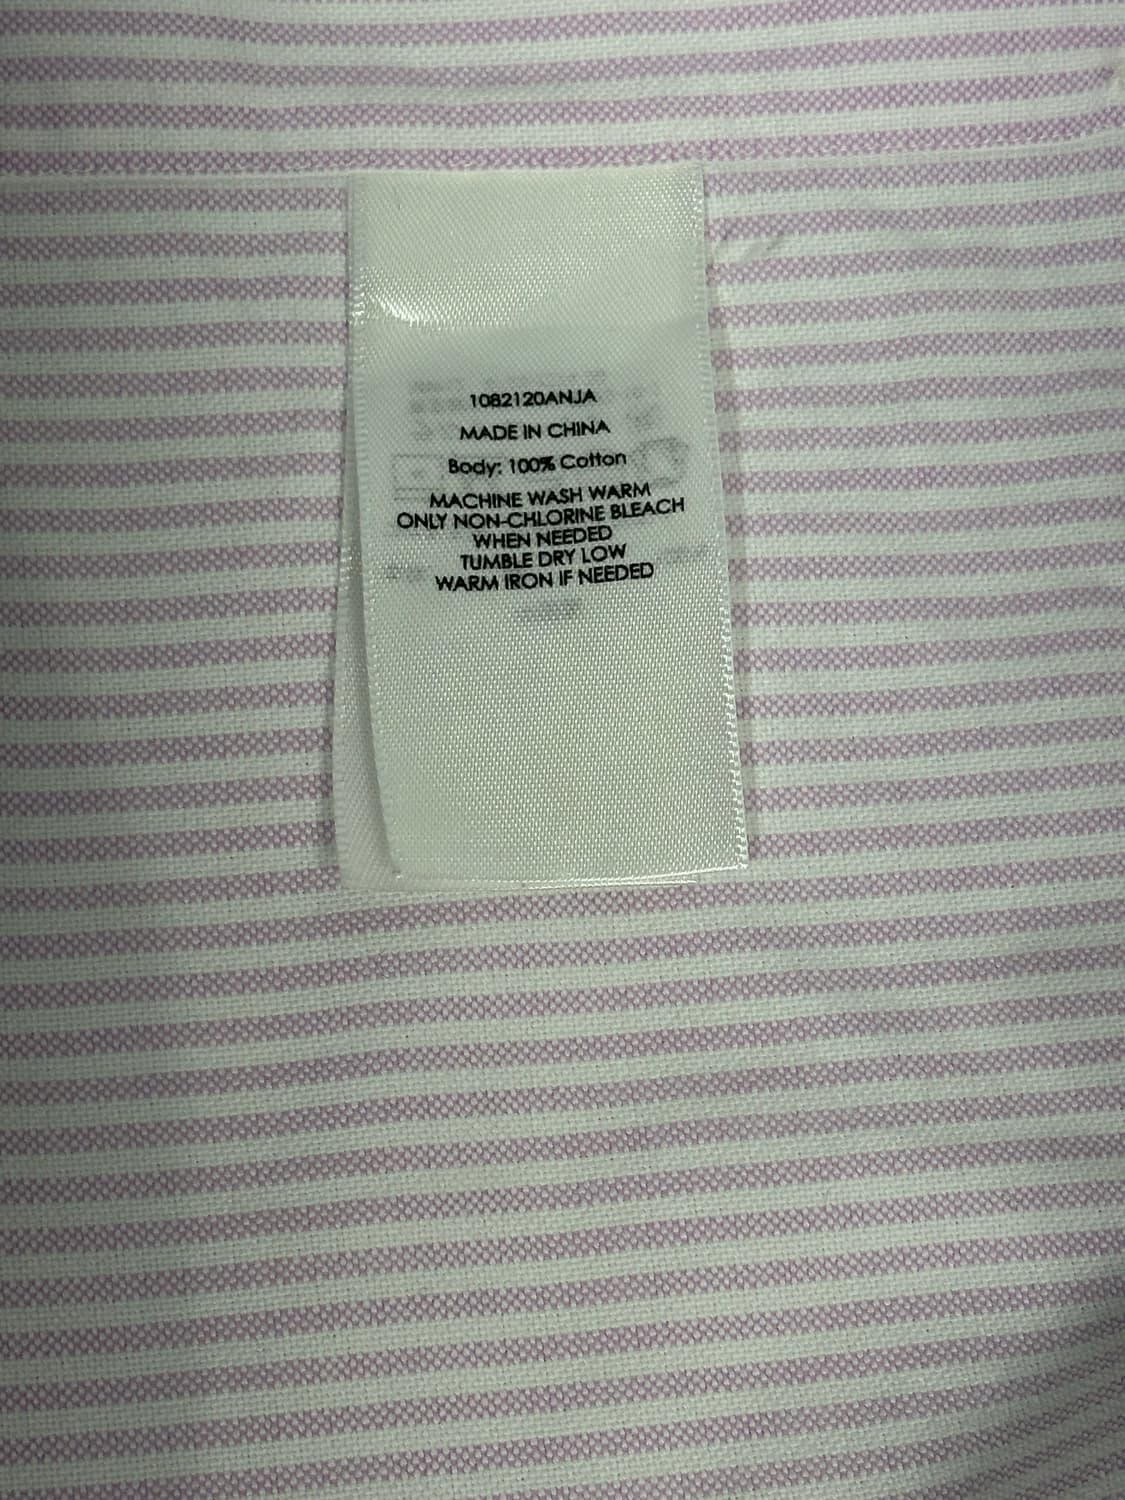 1082120ANJA
MADE IN CHINA
Body: 100% Cotton
MACHINE WASH WARM
ONLY NON-CHLORINE BLEACH
WHEN NEEDED
TUMBLE DRY LOW
WARM IRON IF NEEDED